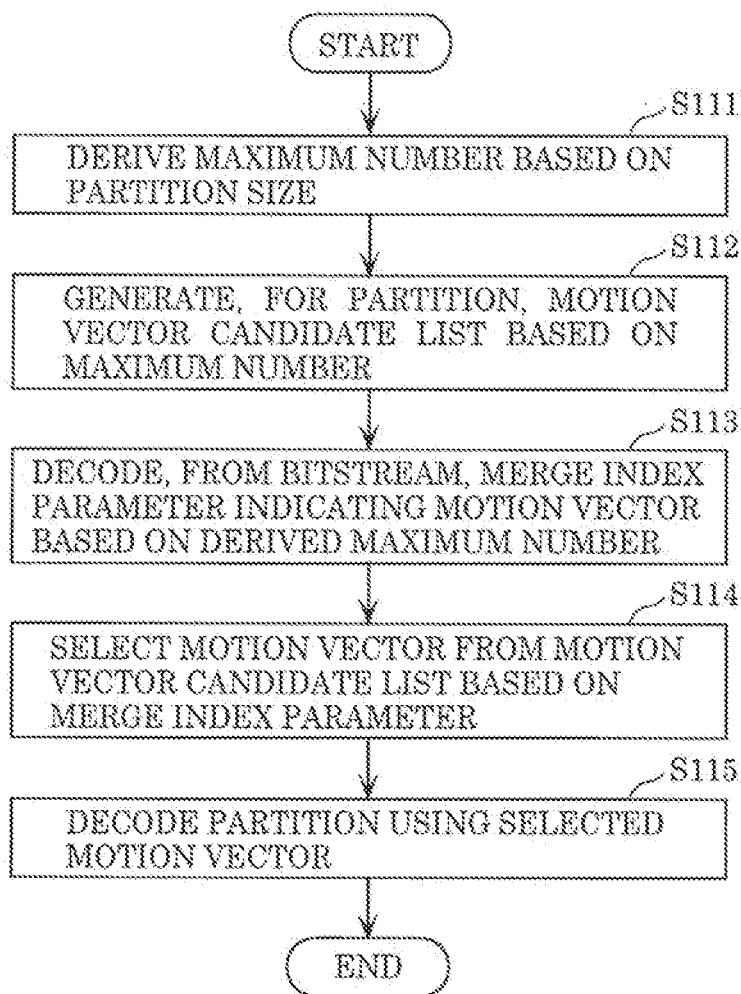 START
S111
DERIVE MAXIMUM NUMBER BASED ON
PARTITION SIZE
S112
GENERATE, FOR PARTITION, MOTION
VECTOR CANDIDATE LIST BASED ON
MAXIMUM NUMBER
S113
DECODE, FROM BITSTREAM, MERGE INDEX
PARAMETER INDICATING MOTION VECTOR
BASED ON DERIVED MAXIMUM NUMBER
S114
SELECT MOTION VECTOR FROM MOTION
VECTOR CANDIDATE LIST BASED ON
MERGE INDEX PARAMETER
S115
DECODE PARTITION USING SELECTED
MOTION VECTOR
END